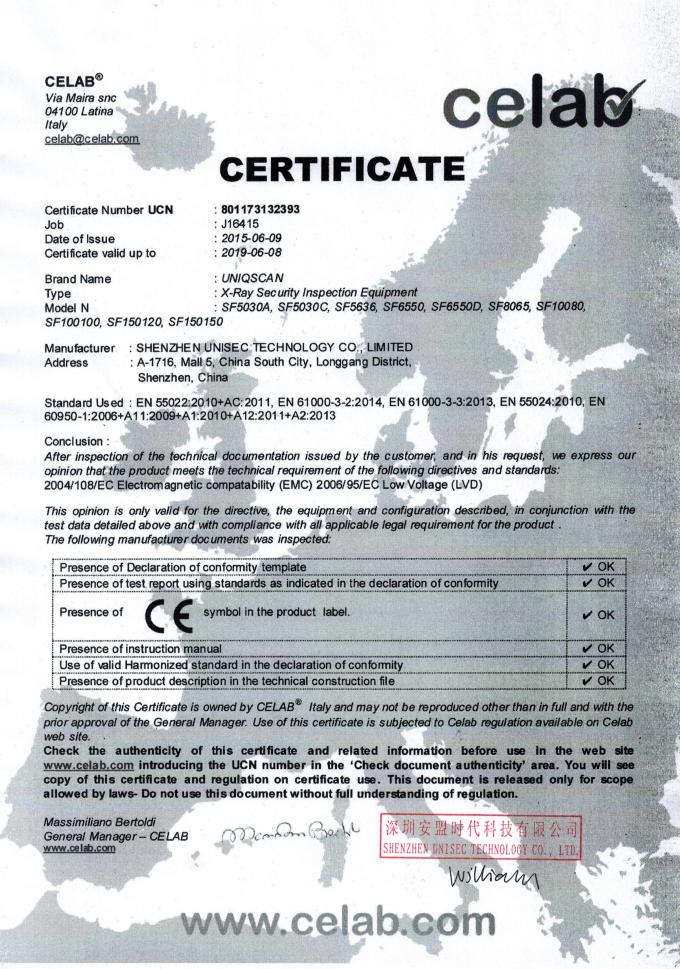 CELAB®
Via Maira snc
04100 Latina
Italy
celab@celab.com
celab
CERTIFICATE
Certificate Number UCN : 801173132393
Job : J16415
Date of Issue : 2015-06-09
Certificate valid up to : 2019-06-08
Brand Name : UNIQSCAN
Type : X-Ray Security Inspection Equipment
Model N : SF5030A, SF5030C, SF5636, SF6550, SF6550D, SF8065, SF10080,
SF100100, SF150120, SF150150
Manufacturer : SHENZHEN UNISEC TECHNOLOGY CO., LIMITED
Address : A-1716, Mall 5, China South City, Longgang District,
Shenzhen, China
Standard Used : EN 55022:2010+AC:2011, EN 61000-3-2:2014, EN 61000-3-3:2013, EN 55024:2010, EN
60950-1:2006+A11:2009+A1:2010+A12:2011+A2:2013
Conclusion :
After inspection of the technical documentation issued by the customer, and in his request, we express our
opinion that the product meets the technical requirement of the following directives and standards:
2004/108/EC Electromagnetic compatability (EMC) 2006/95/EC Low Voltage (LVD)
This opinion is only valid for the directive, the equipment and configuration described, in conjunction with the
test data detailed above and with compliance with all applicable legal requirement for the product .
The following manufacturer documents was inspected:
Presence of Declaration of conformity template ✔ OK
Presence of test report using standards as indicated in the declaration of conformity ✔ OK
Presence of CE symbol in the product label. ✔ OK
Presence of instruction manual ✔ OK
Use of valid Harmonized standard in the declaration of conformity ✔ OK
Presence of product description in the technical construction file ✔ OK
Copyright of this Certificate is owned by CELAB® Italy and may not be reproduced other than in full and with the
prior approval of the General Manager. Use of this certificate is subjected to Celab regulation available on Celab
web site.
Check the authenticity of this certificate and related information before use in the web site
www.celab.com introducing the UCN number in the 'Check document authenticity' area. You will see
copy of this certificate and regulation on certificate use. This document is released only for scope
allowed by laws- Do not use this document without full understanding of regulation.
Massimiliano Bertoldi
General Manager – CELAB
www.celab.com
深圳安盟时代科技有限公司
SHENZHEN UNISEC TECHNOLOGY CO., LTD.
William
www.celab.com